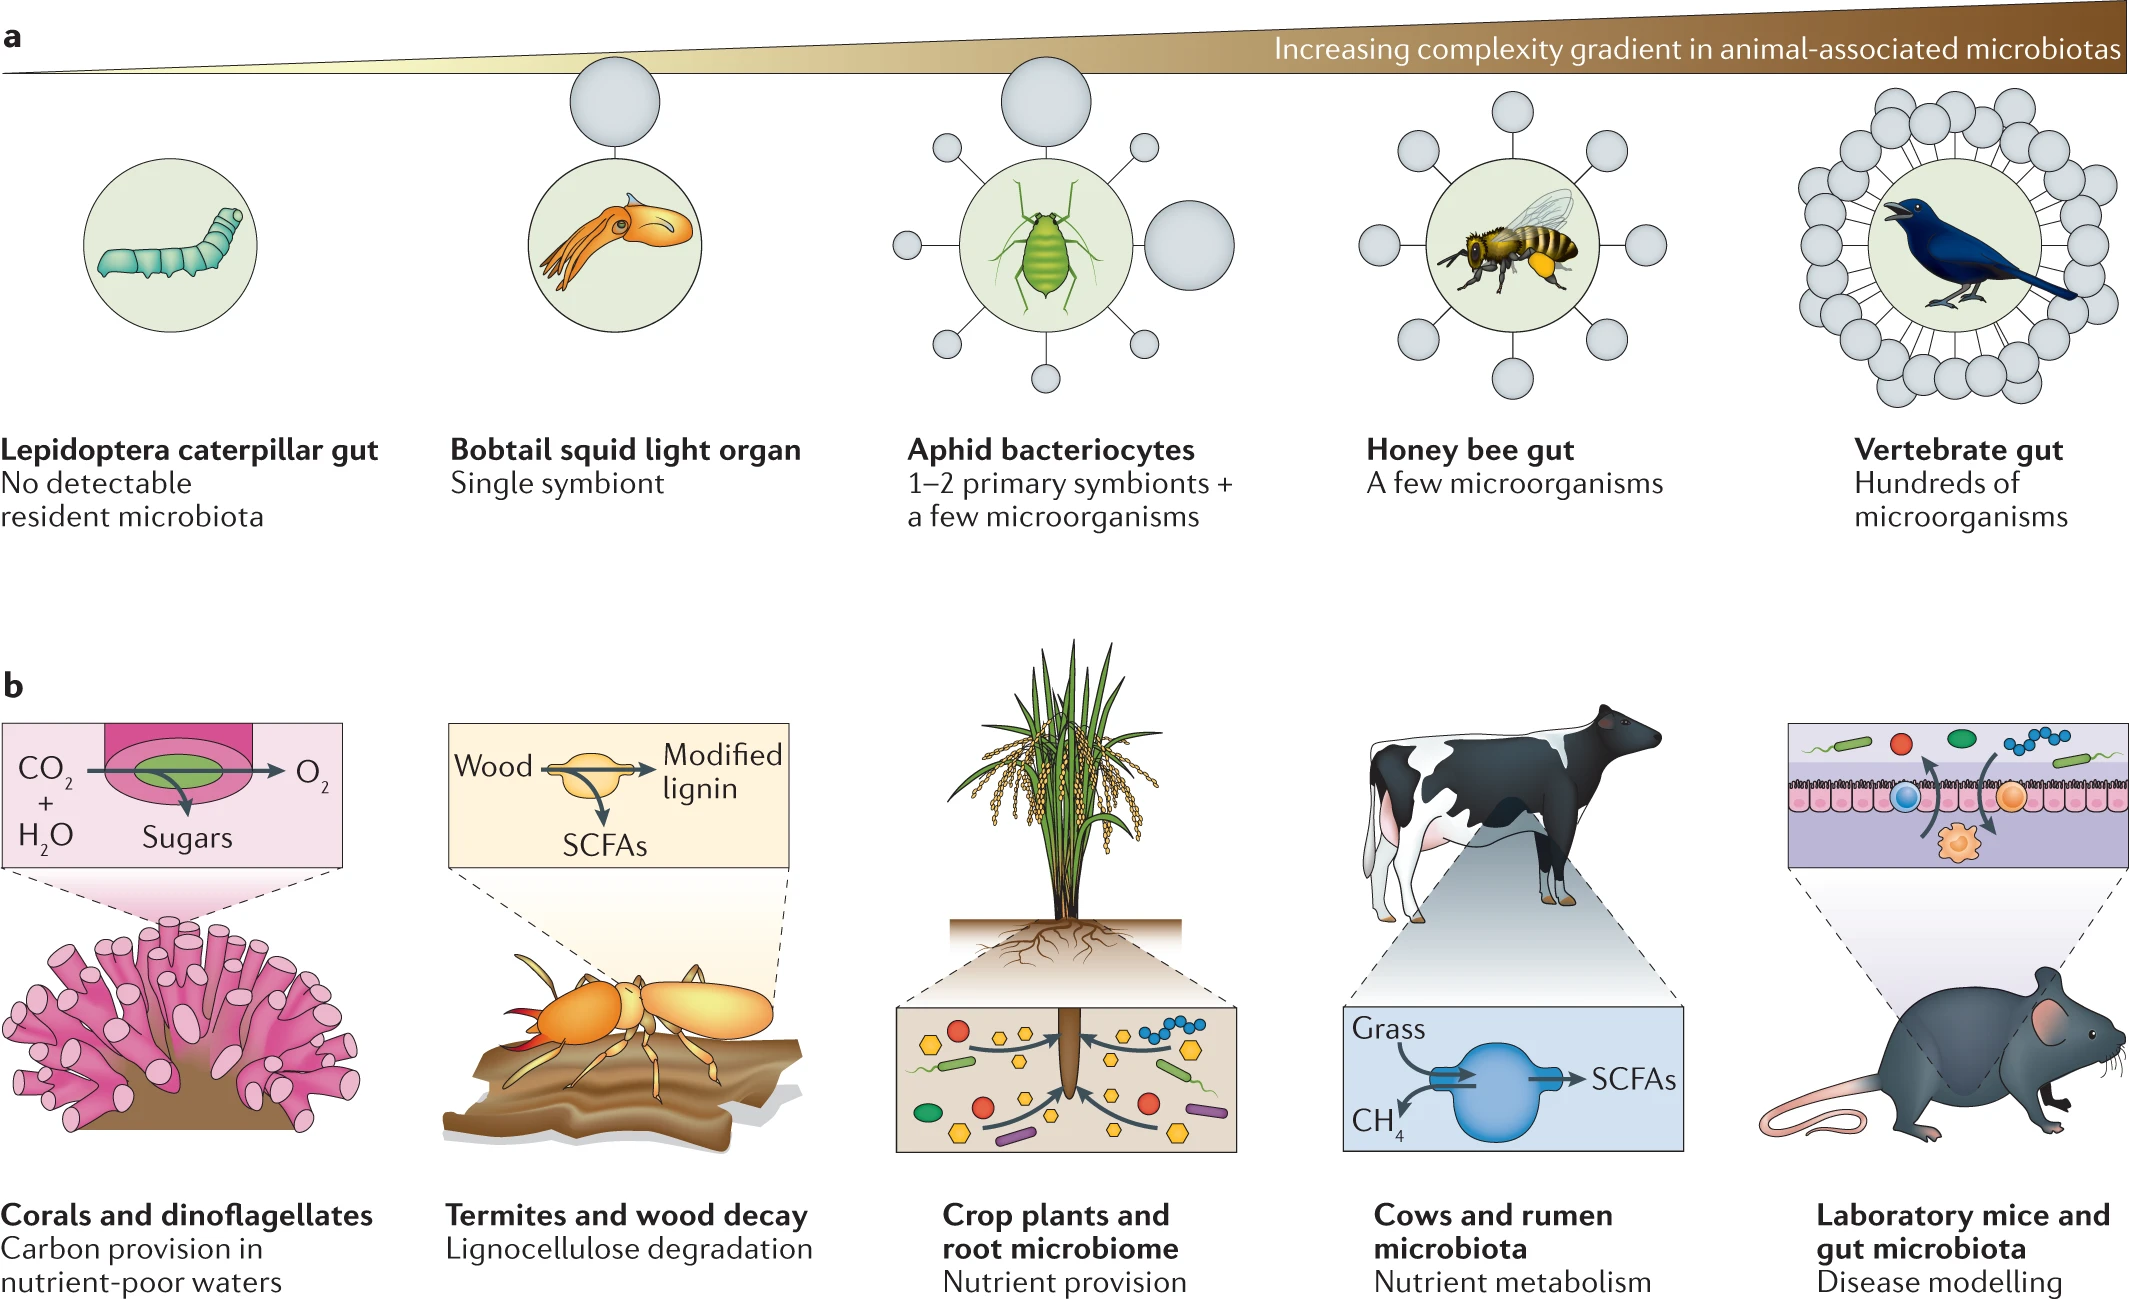 a
Increasing complexity gradient in animal-associated microbiotas
Lepidoptera caterpillar gut
No detectable
resident microbiota
Bobtail squid light organ
Single symbiont
Aphid bacteriocytes
1–2 primary symbionts +
a few microorganisms
Honey bee gut
A few microorganisms
Vertebrate gut
Hundreds of
microorganisms
b
CO2
+
H2O
O2
Sugars
Corals and dinoflagellates
Carbon provision in
nutrient-poor waters
Wood
Modified
lignin
SCFAs
Termites and wood decay
Lignocellulose degradation
Crop plants and
root microbiome
Nutrient provision
Grass
CH4
SCFAs
Cows and rumen
microbiota
Nutrient metabolism
Laboratory mice and
gut microbiota
Disease modelling